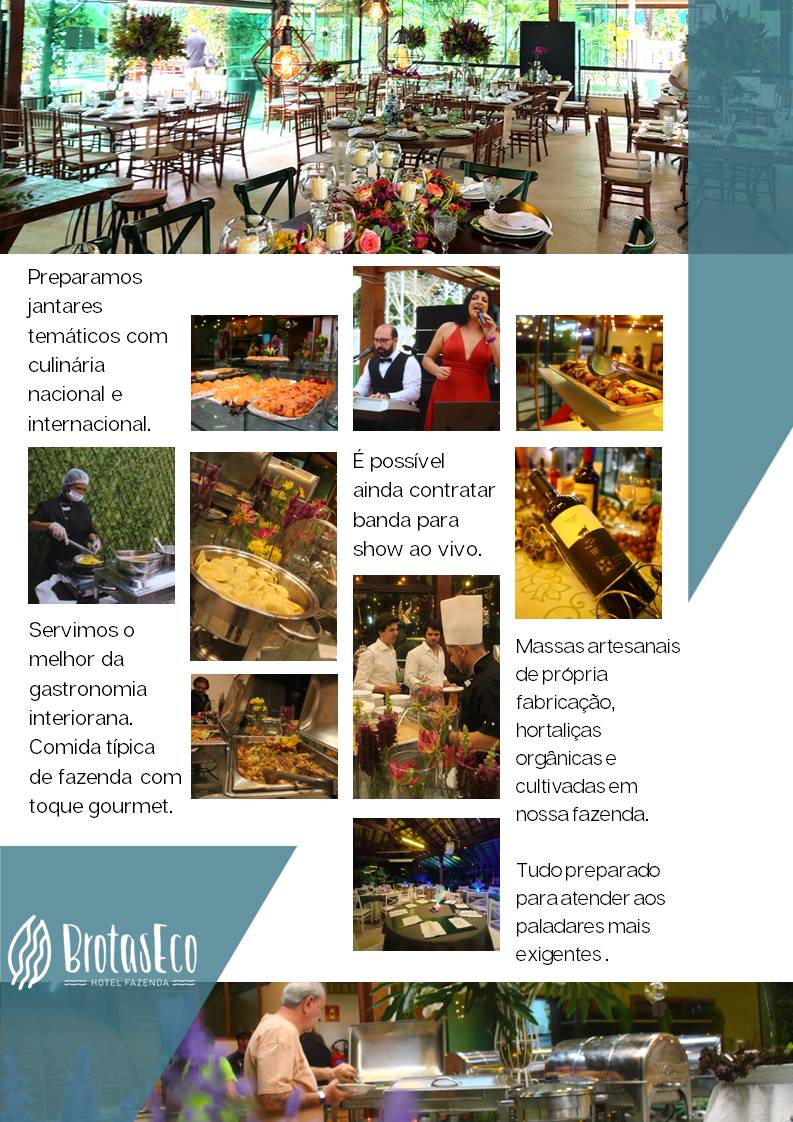 Preparamos
jantares
temáticos com
culinária
nacional e
internacional.
É possível
ainda contratar
banda para
show ao vivo.
Servimos o
melhor da
gastronomia
interiorana.
Comida típica
de fazenda com
toque gourmet.
Massas artesanais
de própria
fabricação,
hortaliças
orgânicas e
cultivadas em
nossa fazenda.
Tudo preparado
para atender aos
paladares mais
exigentes .
BrotasEco
HOTEL FAZENDA